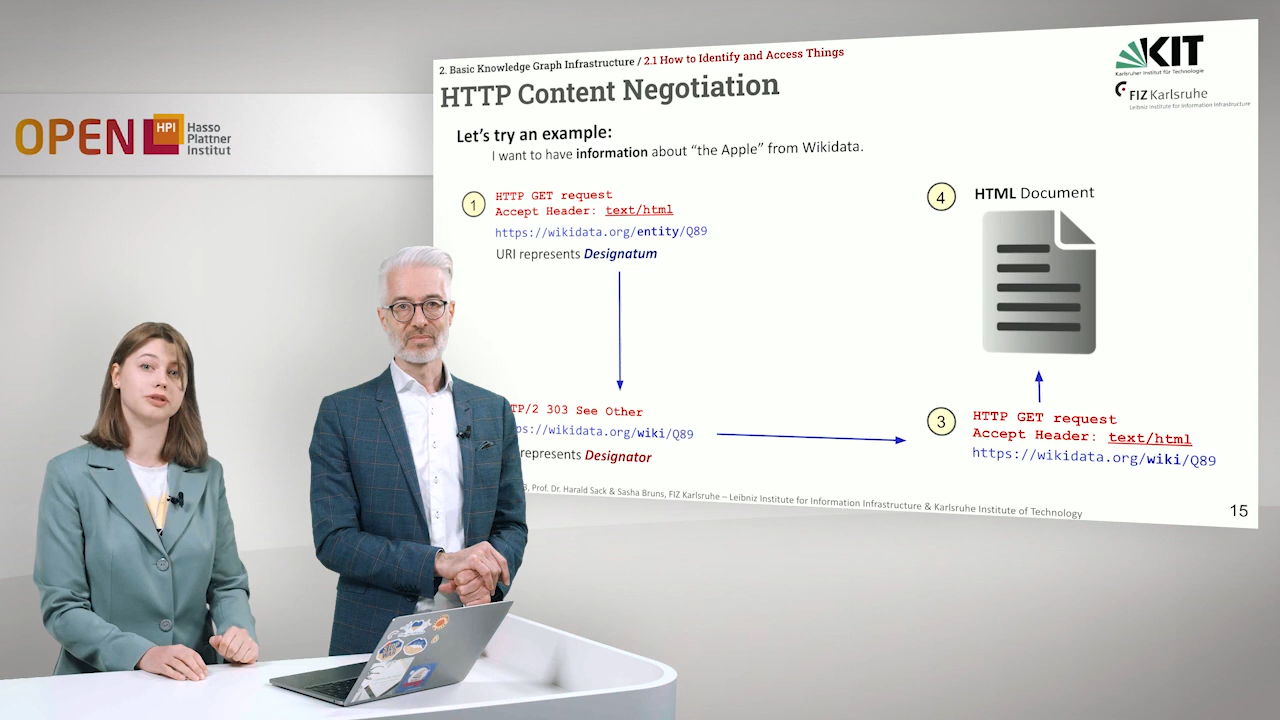 OPEN HPI Hasso
Plattner
Institut
2. Basic Knowledge Graph Infrastructure / 2.1 How to Identify and Access Things
HTTP Content Negotiation
KIT
Karlsruher Institut für Technologie
FIZ Karlsruhe
Leibniz Institute for Information Infrastructure
Let's try an example:
I want to have information about “the Apple” from Wikidata.
1
HTTP GET request
Accept Header: text/html
https://wikidata.org/entity/Q89
URI represents Designatum
/2 303 See Other
://wikidata.org/wiki/Q89
represents Designator
3
HTTP GET request
Accept Header: text/html
https://wikidata.org/wiki/Q89
4
HTML Document
Prof. Dr. Harald Sack & Sasha Bruns, FIZ Karlsruhe – Leibniz Institute for Information Infrastructure & Karlsruhe Institute of Technology
15